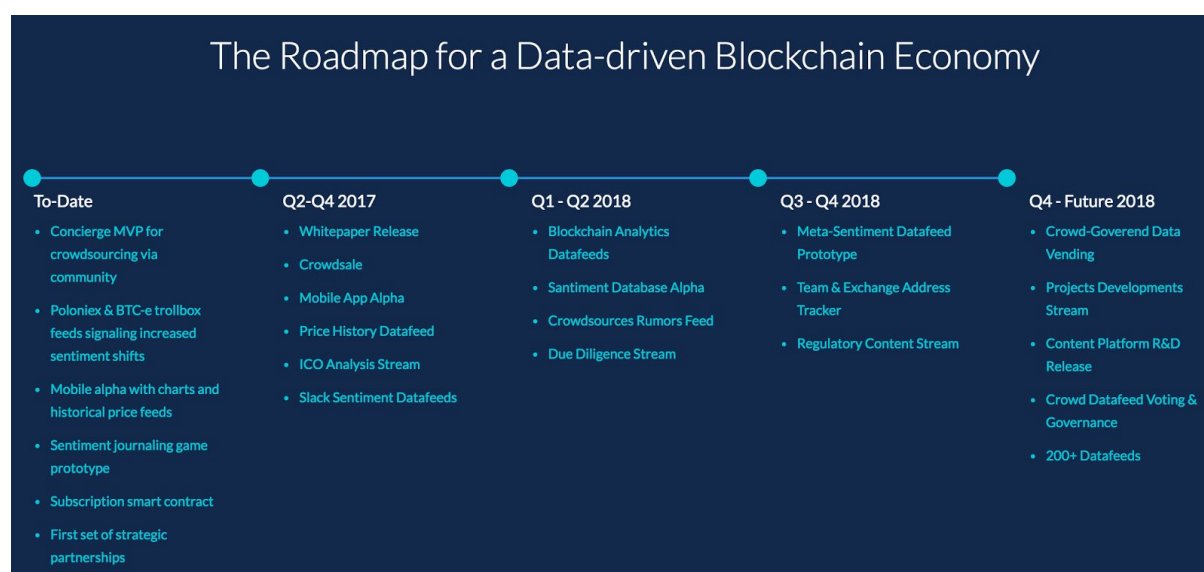 The Roadmap for a Data-driven Blockchain Economy
To-Date
• Concierge MVP for
crowdsourcing via
community
• Poloniex & BTC-e trollbox
feeds signaling increased
sentiment shifts
• Mobile alpha with charts and
historical price feeds
• Sentiment journaling game
prototype
• Subscription smart contract
• First set of strategic
partnerships
Q2-Q4 2017
• Whitepaper Release
• Crowdsale
• Mobile App Alpha
• Price History Datafeed
• ICO Analysis Stream
• Slack Sentiment Datafeeds
Q1 - Q2 2018
• Blockchain Analytics
Datafeeds
• Santiment Database Alpha
• Crowdsources Rumors Feed
• Due Diligence Stream
Q3 - Q4 2018
• Meta-Sentiment Datafeed
Prototype
• Team & Exchange Address
Tracker
• Regulatory Content Stream
Q4 - Future 2018
• Crowd-Goverend Data
Vending
• Projects Developments
Stream
• Content Platform R&D
Release
• Crowd Datafeed Voting &
Governance
• 200+ Datafeeds